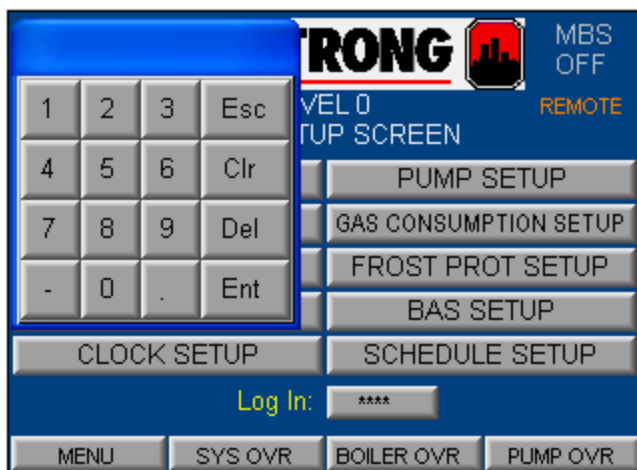 RONG
MBS
OFF
VEL 0
REMOTE
TUP SCREEN
1 2 3 Esc
4 5 6 Clr
7 8 9 Del
- 0 . Ent
PUMP SETUP
GAS CONSUMPTION SETUP
FROST PROT SETUP
BAS SETUP
CLOCK SETUP
SCHEDULE SETUP
Log In: ****
MENU SYS OVR BOILER OVR PUMP OVR